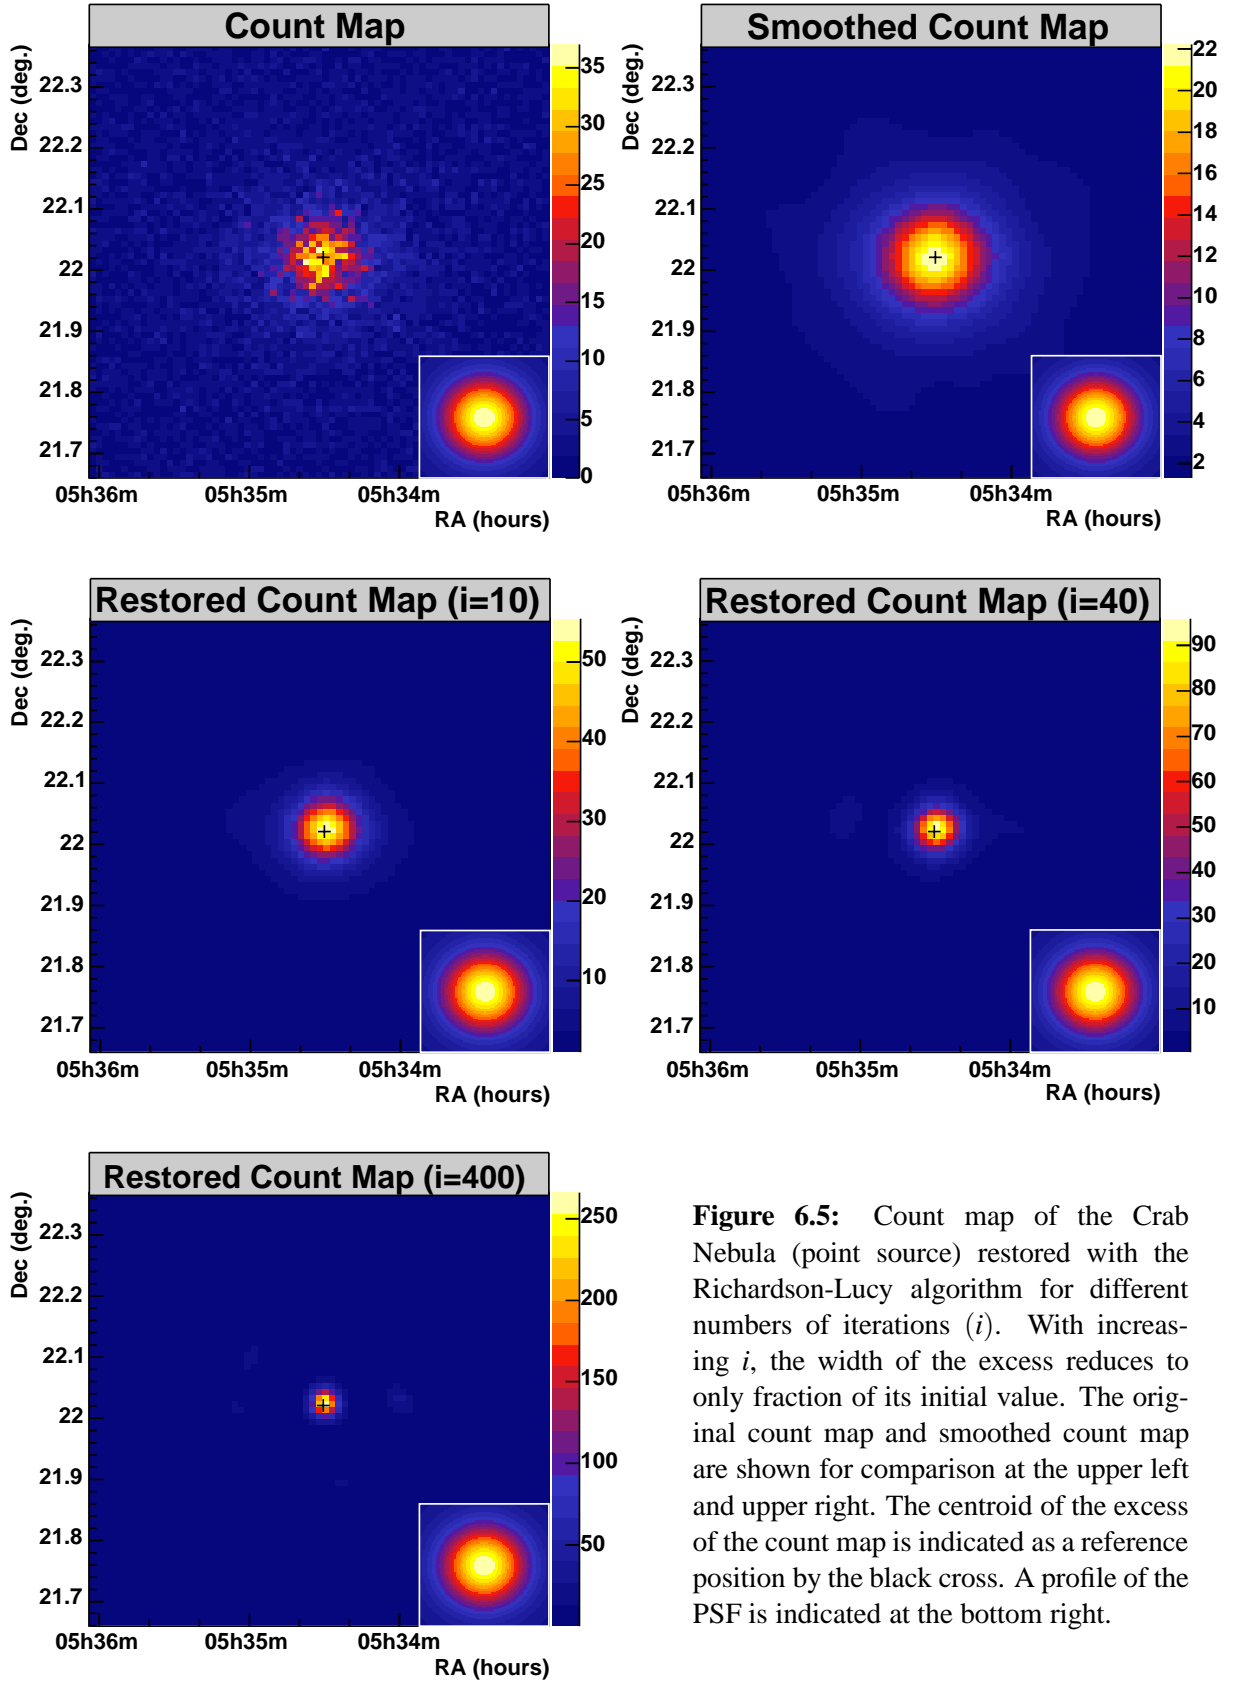 Count Map
Dec (deg.)
22.3
22.2
22.1
22
21.9
21.8
21.7
05h36m 05h35m 05h34m
RA (hours)
35
30
25
20
15
10
5
0
Smoothed Count Map
Dec (deg.)
22.3
22.2
22.1
22
21.9
21.8
21.7
05h36m 05h35m 05h34m
RA (hours)
22
20
18
16
14
12
10
8
6
4
2
Restored Count Map (i=10)
Dec (deg.)
22.3
22.2
22.1
22
21.9
21.8
21.7
05h36m 05h35m 05h34m
RA (hours)
50
40
30
20
10
Restored Count Map (i=40)
Dec (deg.)
22.3
22.2
22.1
22
21.9
21.8
21.7
05h36m 05h35m 05h34m
RA (hours)
90
80
70
60
50
40
30
20
10
Restored Count Map (i=400)
Dec (deg.)
22.3
22.2
22.1
22
21.9
21.8
21.7
05h36m 05h35m 05h34m
RA (hours)
250
200
150
100
50
Figure 6.5: Count map of the Crab
Nebula (point source) restored with the
Richardson-Lucy algorithm for different
numbers of iterations (i). With increas-
ing i, the width of the excess reduces to
only fraction of its initial value. The orig-
inal count map and smoothed count map
are shown for comparison at the upper left
and upper right. The centroid of the excess
of the count map is indicated as a reference
position by the black cross. A profile of the
PSF is indicated at the bottom right.